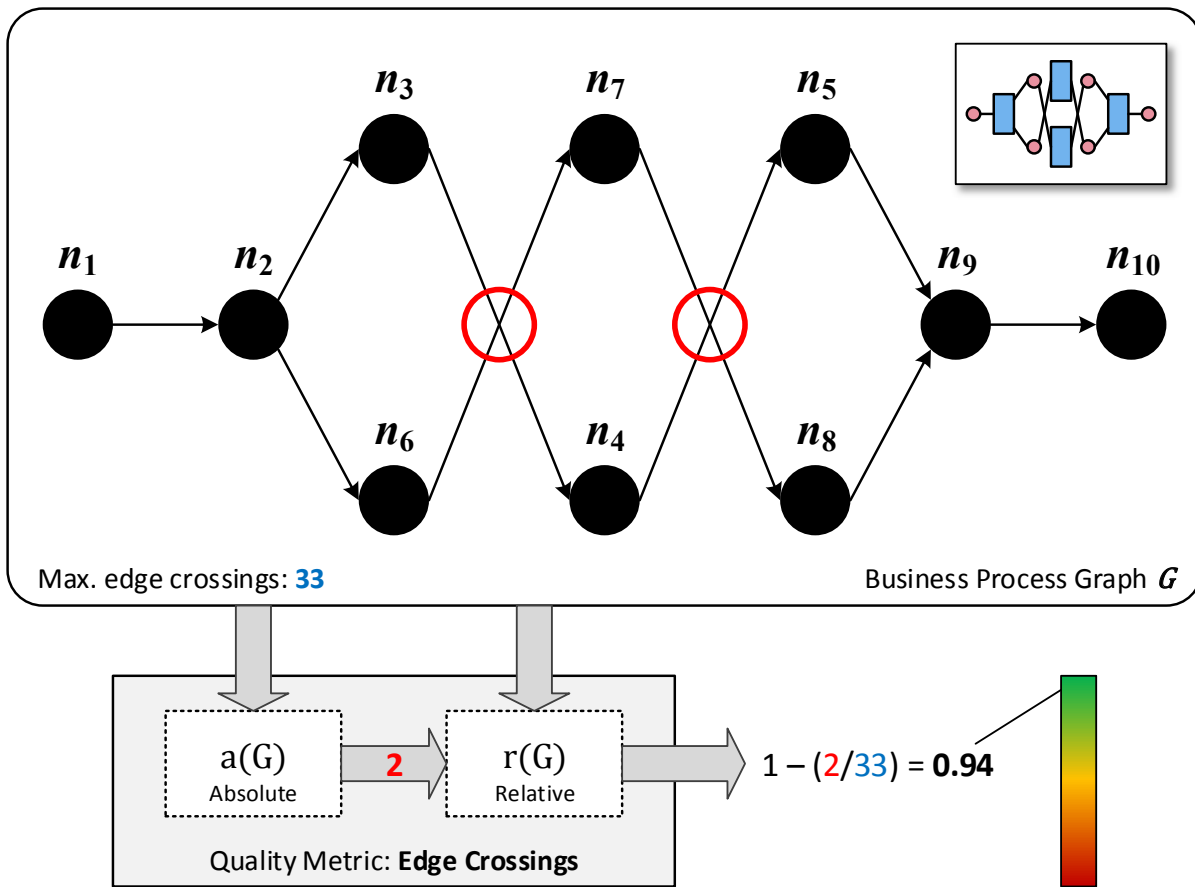 n3 n7 n5
n1 n2 n9 n10
n6 n4 n8
Max. edge crossings: 33
Business Process Graph G
a(G)
Absolute
2
r(G)
Relative
1 – (2/33) = 0.94
Quality Metric: Edge Crossings